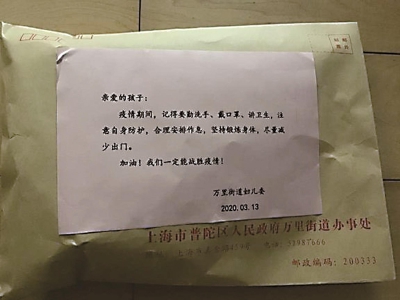 亲爱的孩子：
疫情期间，记得要勤洗手、戴口罩、讲卫生，注
意自身防护，合理安排作息，坚持锻炼身体，尽量减
少出门。
加油！我们一定能战胜疫情！
万里街道妇儿委
2020.03.13
上海市普陀区人民政府万里街道办事处
邮政编码：200333